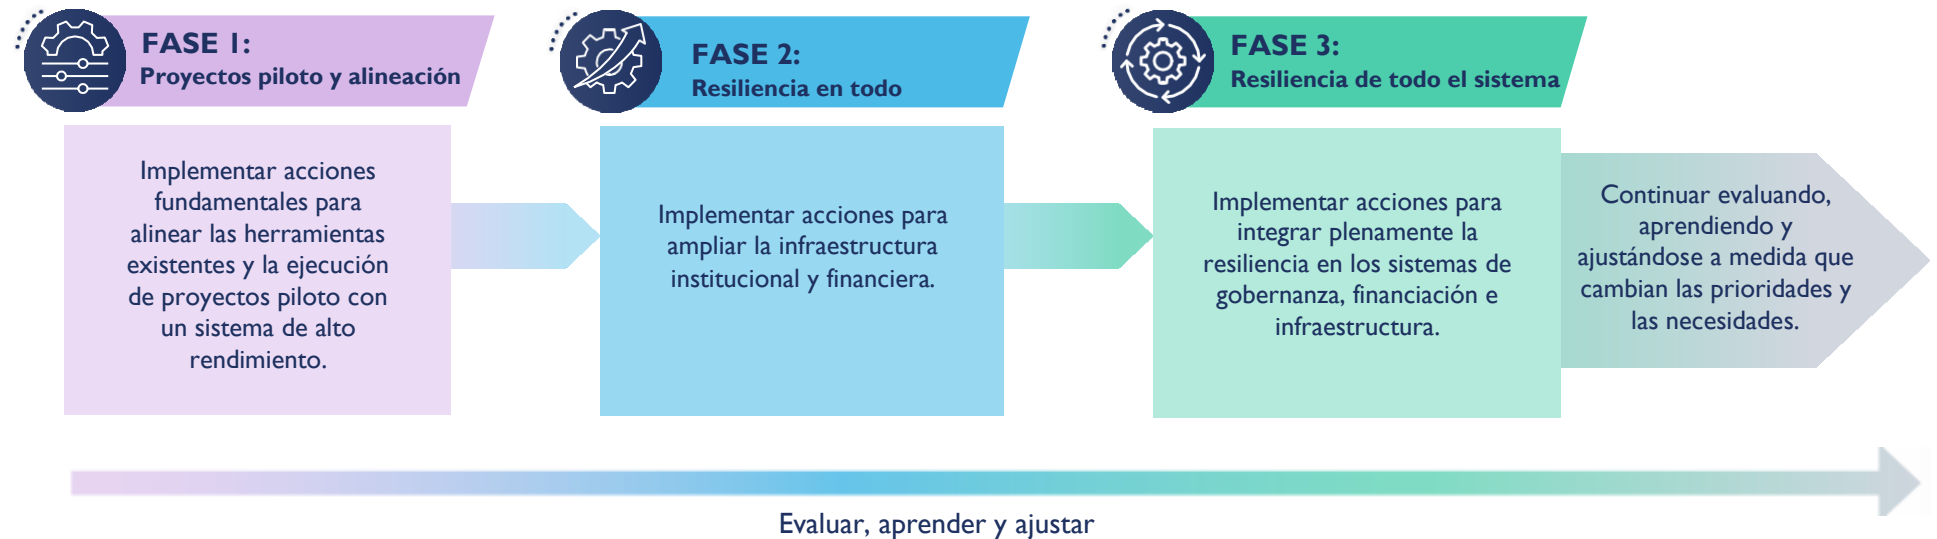 FASE 1:
Proyectos piloto y alineación
Implementar acciones
fundamentales para
alinear las herramientas
existentes y la ejecución
de proyectos piloto con
un sistema de alto
rendimiento.
FASE 2:
Resiliencia en todo
Implementar acciones para
ampliar la infraestructura
institucional y financiera.
FASE 3:
Resiliencia de todo el sistema
Implementar acciones para
integrar plenamente la
resiliencia en los sistemas de
gobernanza, financiación e
infraestructura.
Continuar evaluando,
aprendiendo y
ajustándose a medida que
cambian las prioridades y
las necesidades.
Evaluar, aprender y ajustar